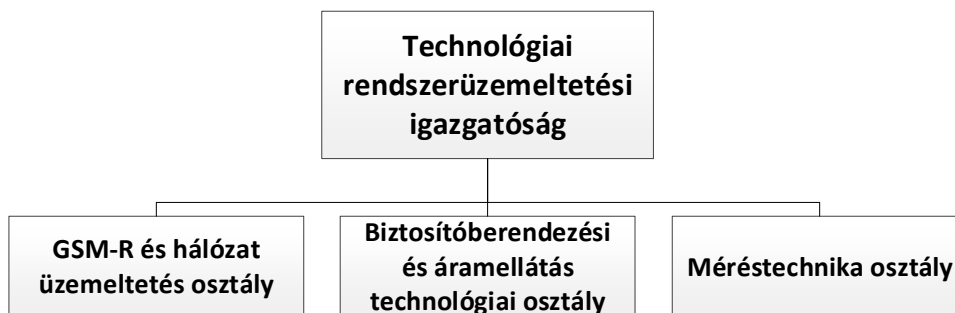 Technológiai
rendszerüzemeltetési
igazgatóság
GSM-R és hálózat
üzemeltetés osztály
Biztosítóberendezési
és áramellátás
technológiai osztály
Méréstechnika osztály